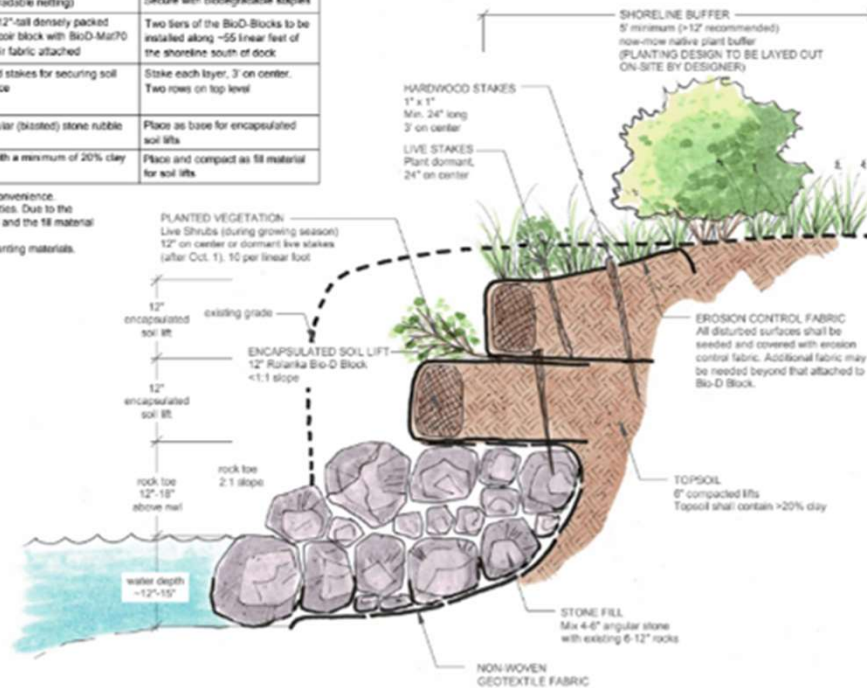 Secure with biodegradable staples
12"-tall densely packed
coir block with BioD-Mat70
fabric attached
Two tiers of the BioD-Blocks to be
installed along ~55 linear feet of
the shoreline south of dock
stakes for securing soil
Stake each layer, 3' on center.
Two rows on top level
(blasted) stone rubble
Place as base for encapsulated
soil lifts
a minimum of 20% clay
Place and compact as fill material
for soil lifts
Due to the
and the fill material
materials.
SHORELINE BUFFER
5' minimum (>12' recommended)
now-mow native plant buffer
(PLANTING DESIGN TO BE LAYED OUT
ON-SITE BY DESIGNER)
HARDWOOD STAKES
1" x 1"
Min. 24" long
3' on center
LIVE STAKES
Plant dormant,
24" on center
PLANTED VEGETATION
Live Shrubs (during growing season)
12" on center or dormant live stakes
(after Oct. 1). 10 per linear foot
12"
encapsulated
soil lift
existing grade
ENCAPSULATED SOIL LIFT
12" Rolanka Bio-D Block
<1:1 slope
12"
encapsulated
soil lift
EROSION CONTROL FABRIC
All disturbed surfaces shall be
seeded and covered with erosion
control fabric. Additional fabric may
be needed beyond that attached to
Bio-D Block.
rock toe
12"-18"
above nwl
rock toe
2:1 slope
TOPSOIL
6" compacted lifts
Topsoil shall contain >20% clay
water depth
~12"-15"
STONE FILL
Mix 4-6" angular stone
with existing 6-12" rocks
NON-WOVEN
GEOTEXTILE FABRIC